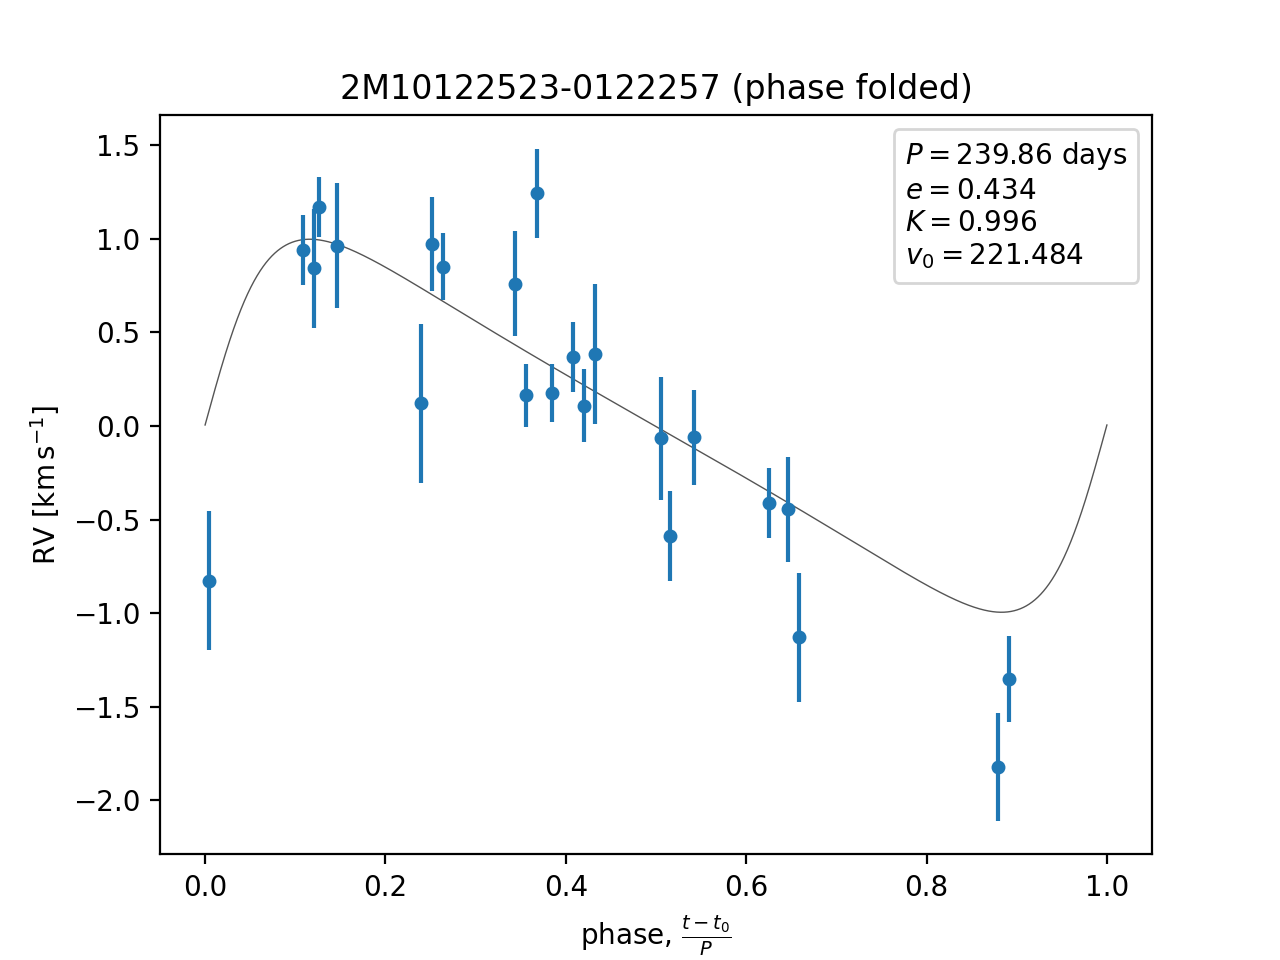 2M10122523-0122257 (phase folded)
P = 239.86 days
e = 0.434
K = 0.996
v₀ = 221.484
RV [km s⁻¹]
1.5
1.0
0.5
0.0
−0.5
−1.0
−1.5
−2.0
0.0 0.2 0.4 0.6 0.8 1.0
phase, (t − t₀)/P